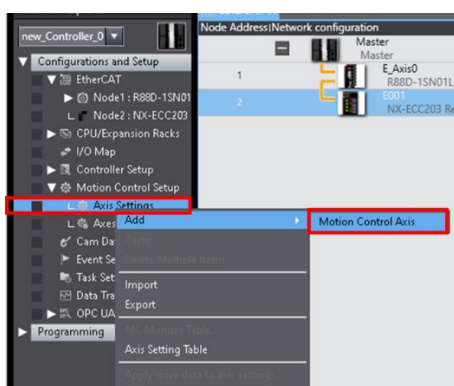 new_Controller_0
Node Address|Network configuration
Master
Master
Configurations and Setup
EtherCAT
Node1 : R88D-1SN01
Node2 : NX-ECC203
CPU/Expansion Racks
I/O Map
Controller Setup
Motion Control Setup
Axis Settings
Axes
Cam Da
Event Se
Task Set
Data Tra
OPC UA
Programming
1
E_Axis0
R88D-1SN01L
2
E001
NX-ECC203 Re
Add
Motion Control Axis
Paste
Delete Multiple Items
Import
Export
MC Monitor Table
Axis Setting Table
Apply drive data to axis settings